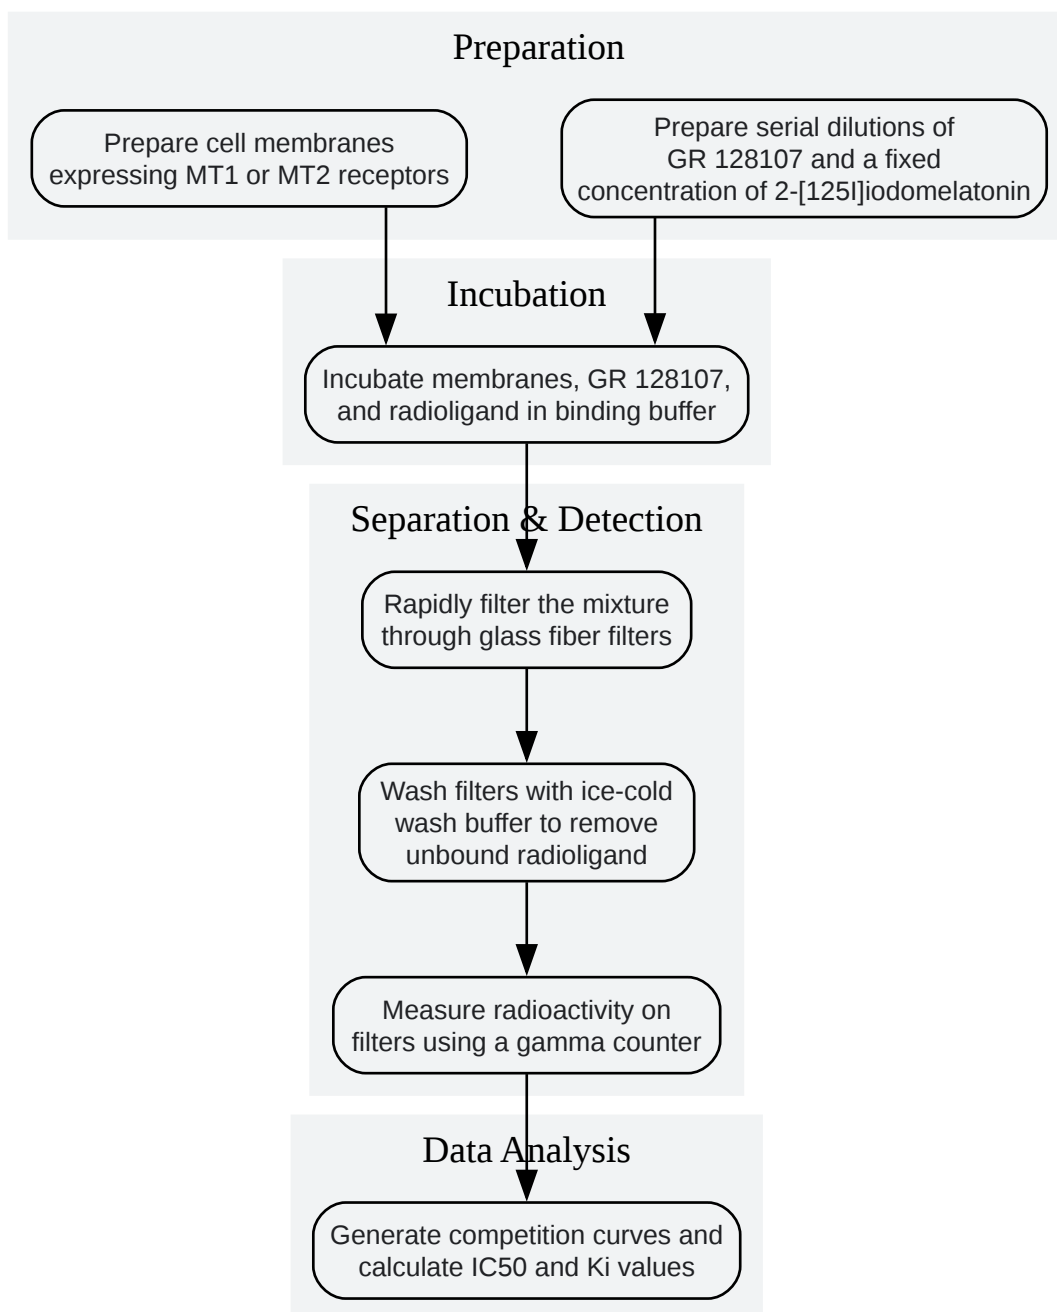 Preparation
Prepare cell membranes
expressing MT1 or MT2 receptors
Prepare serial dilutions of
GR 128107 and a fixed
concentration of 2-[125I]iodomelatonin
Incubation
Incubate membranes, GR 128107,
and radioligand in binding buffer
Separation & Detection
Rapidly filter the mixture
through glass fiber filters
Wash filters with ice-cold
wash buffer to remove
unbound radioligand
Measure radioactivity on
filters using a gamma counter
Data Analysis
Generate competition curves and
calculate IC50 and Ki values